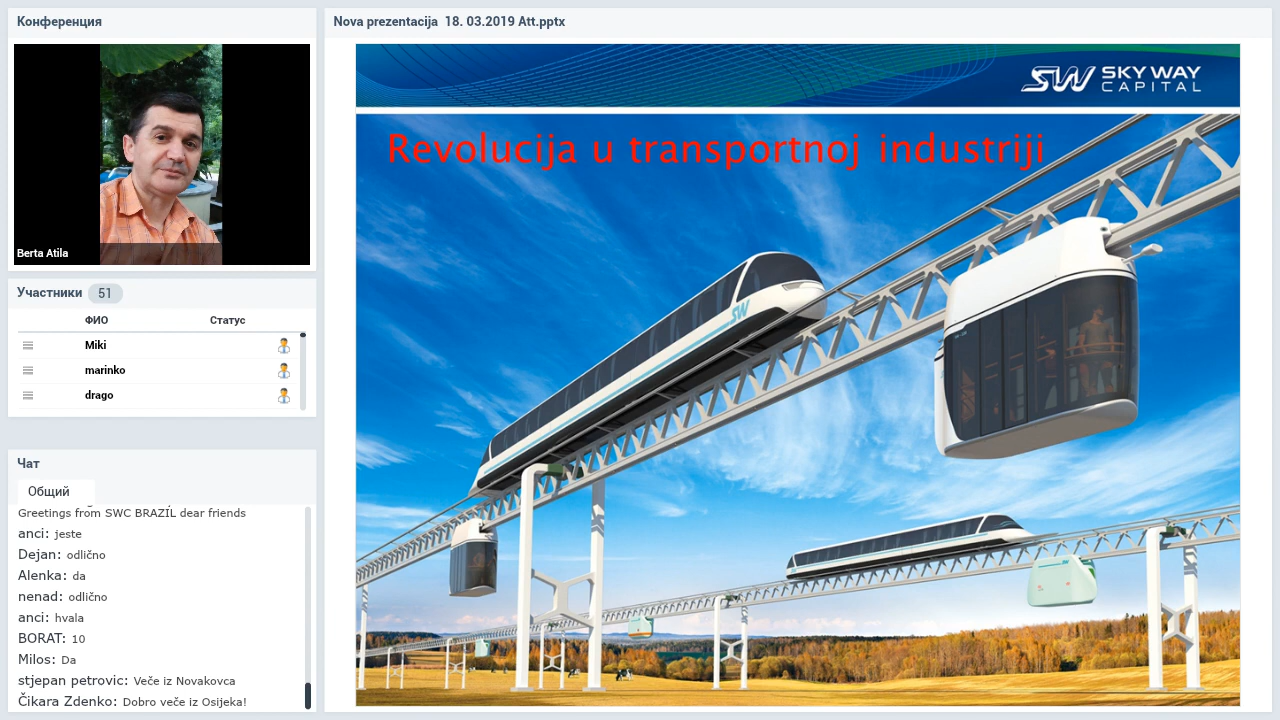 Конференция
Berta Atila
Участники 51
ФИО Статус
Miki
marinko
drago
Чат
Общий
Greetings from SWC BRAZIL dear friends
anci: jeste
Dejan: odlično
Alenka: da
nenad: odlično
anci: hvala
BORAT: 10
Milos: Da
stjepan petrovic: Veče iz Novakovca
Čikara Zdenko: Dobro veče iz Osijeka!
Nova prezentacija 18. 03.2019 Att.pptx
SW SKY WAY
CAPITAL
Revolucija u transportnoj industriji
SW